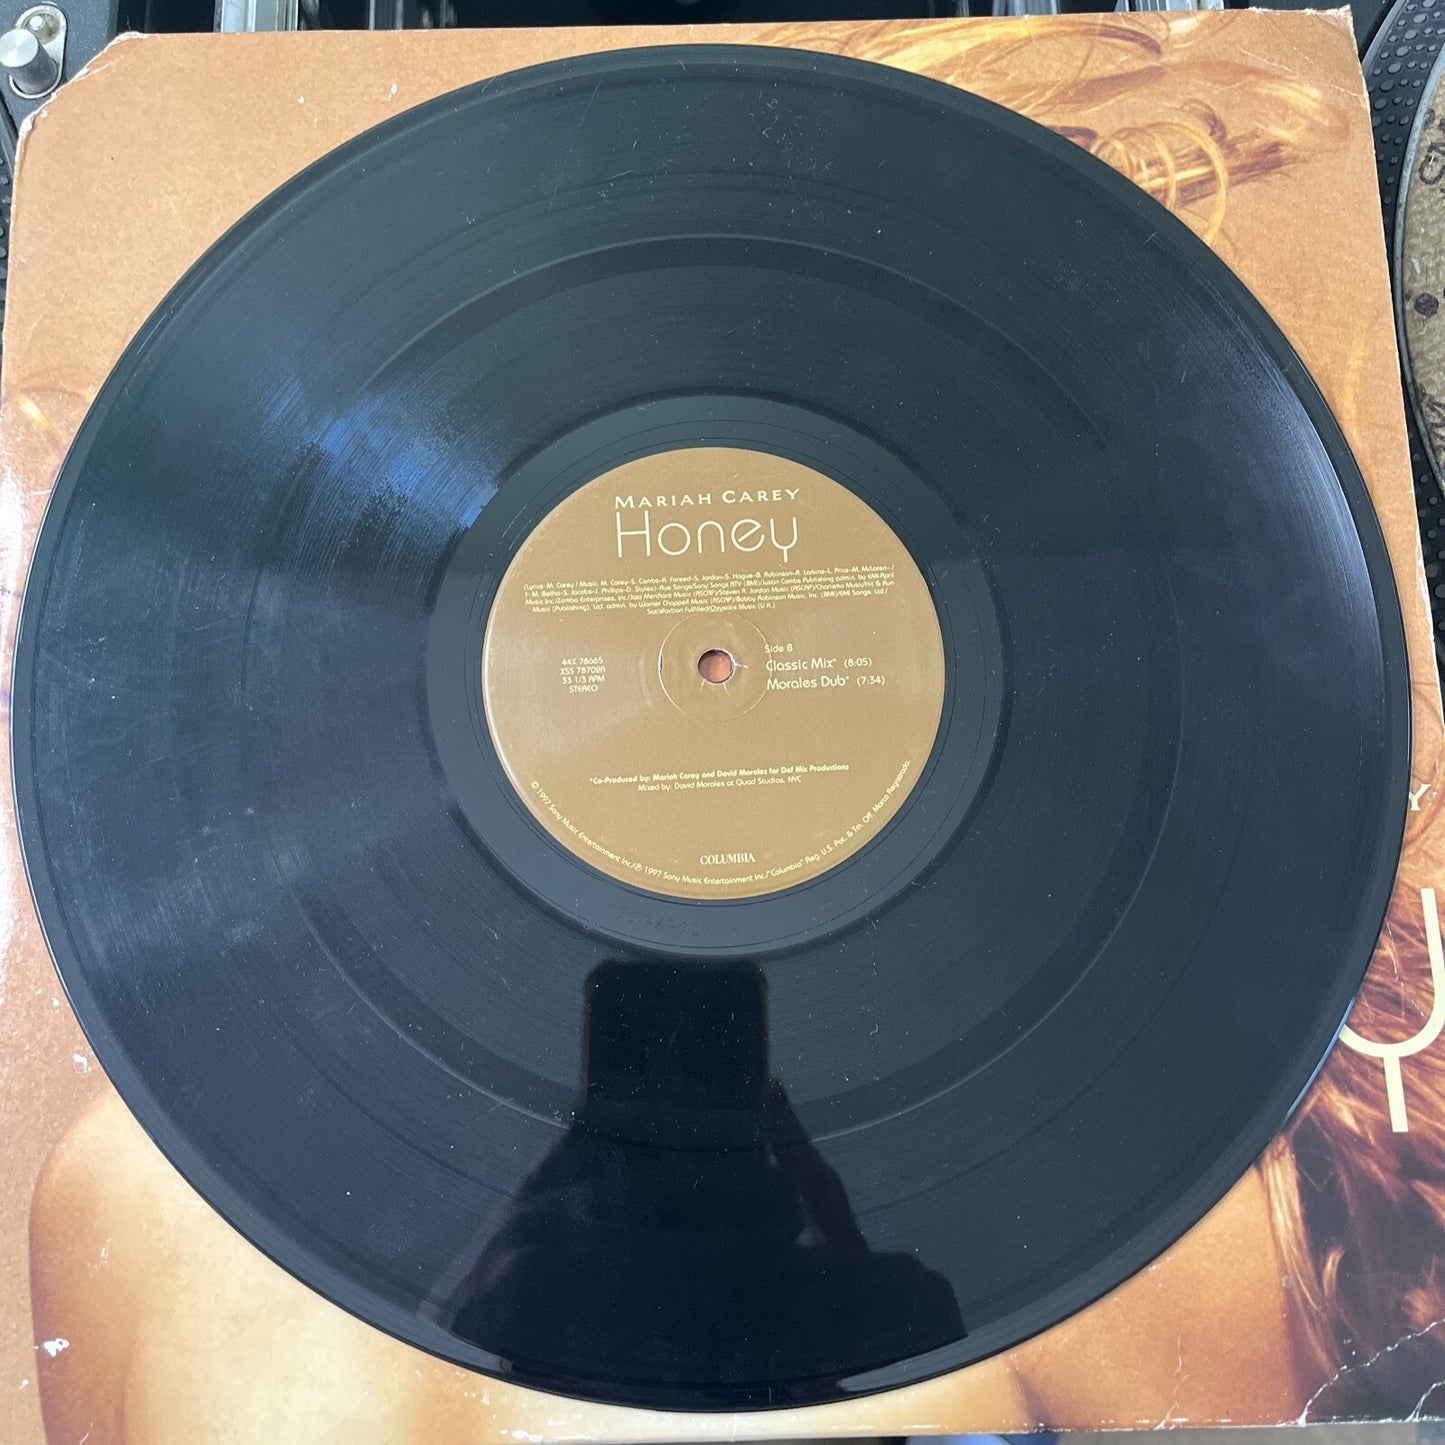 MARIAH CAREY
Honey
(Lyrics: M. Carey / Music: M. Carey-S. Combs-K. Fareed-S. Jordan-S. Hague-B. Robinson-R. Larkins-L. Price-M. McLaren-/
T. M. Betha-S. Jacobs-J. Phillips-D. Styles)-Rye Songs/Sony Songs ATV (BMI)/Justin Combs Publishing admin. by EMI-April
Music Inc./Zomba Enterprises, Inc./Jazz Merchant Music (ASCAP)/Steven A. Jordan Music (ASCAP)/Charisma Music/Hit & Run
Music (Publishing), Ltd. admin. by Warner Chappell Music (ASCAP)/Bobby Robinson Music, Inc. (BMI)/EMI Songs, Ltd./
Satisfaction Fulfilled/Chrysalis Music (U.K.)
44X 78665
XSS 78702A
33 1/3 RPM
STEREO
Side B
Classic Mix* (8:05)
Morales Dub* (7:34)
*Co-Produced by: Mariah Carey and David Morales for Def Mix Productions
Mixed by: David Morales at Quad Studios, NYC
COLUMBIA
© 1997 Sony Music Entertainment Inc./℗ 1997 Sony Music Entertainment Inc./"Columbia" Reg. U.S. Pat. & Tm. Off. Marca Registrada.
Y
y